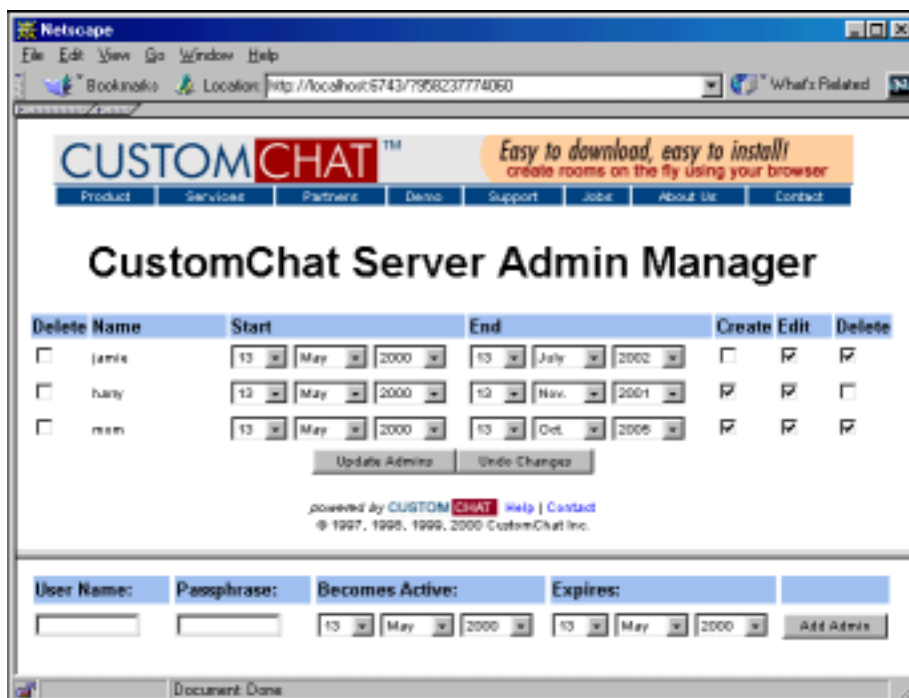 Netscape
File Edit View Go Window Help
Bookmarks Location: http://localhost:6743/?958237774060 What's Related
CUSTOMCHAT™ Easy to download, easy to install!
create rooms on the fly using your browser
Product Services Partners Demo Support Jobs About Us Contact
CustomChat Server Admin Manager
Delete Name Start End Create Edit Delete
jamie 13 May 2000 13 July 2002
13 May 2000 13 Nov. 2001
mom 13 May 2000 13 Oct. 2005
Update Admins Undo Changes
powered by CUSTOMCHAT Help | Contact
© 1997, 1998, 1999, 2000 CustomChat Inc.
User Name: Passphrase: Becomes Active: Expires:
13 May 2000 13 May 2000 Add Admin
Document: Done